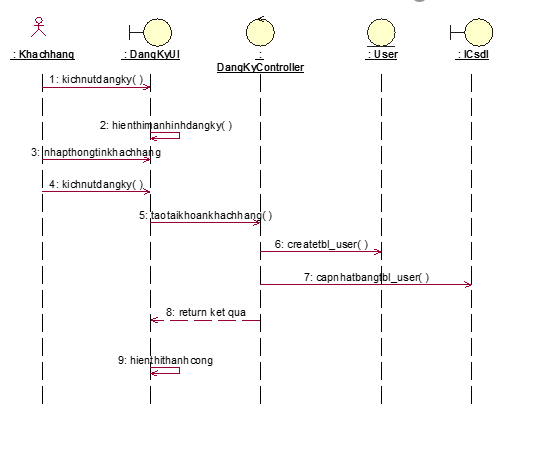 : Khachhang
: DangKyUI
:
DangKyController
: User
: ICsdl
1: kichnutdangky( )
2: hienthimanhinhdangky( )
3: nhapthongtinkhachhang
4: kichnutdangky( )
5: taotaikhoankhachhang( )
6: createtbl_user( )
7: capnhatbangtbl_user( )
8: return ket qua
9: hienthithanhcong